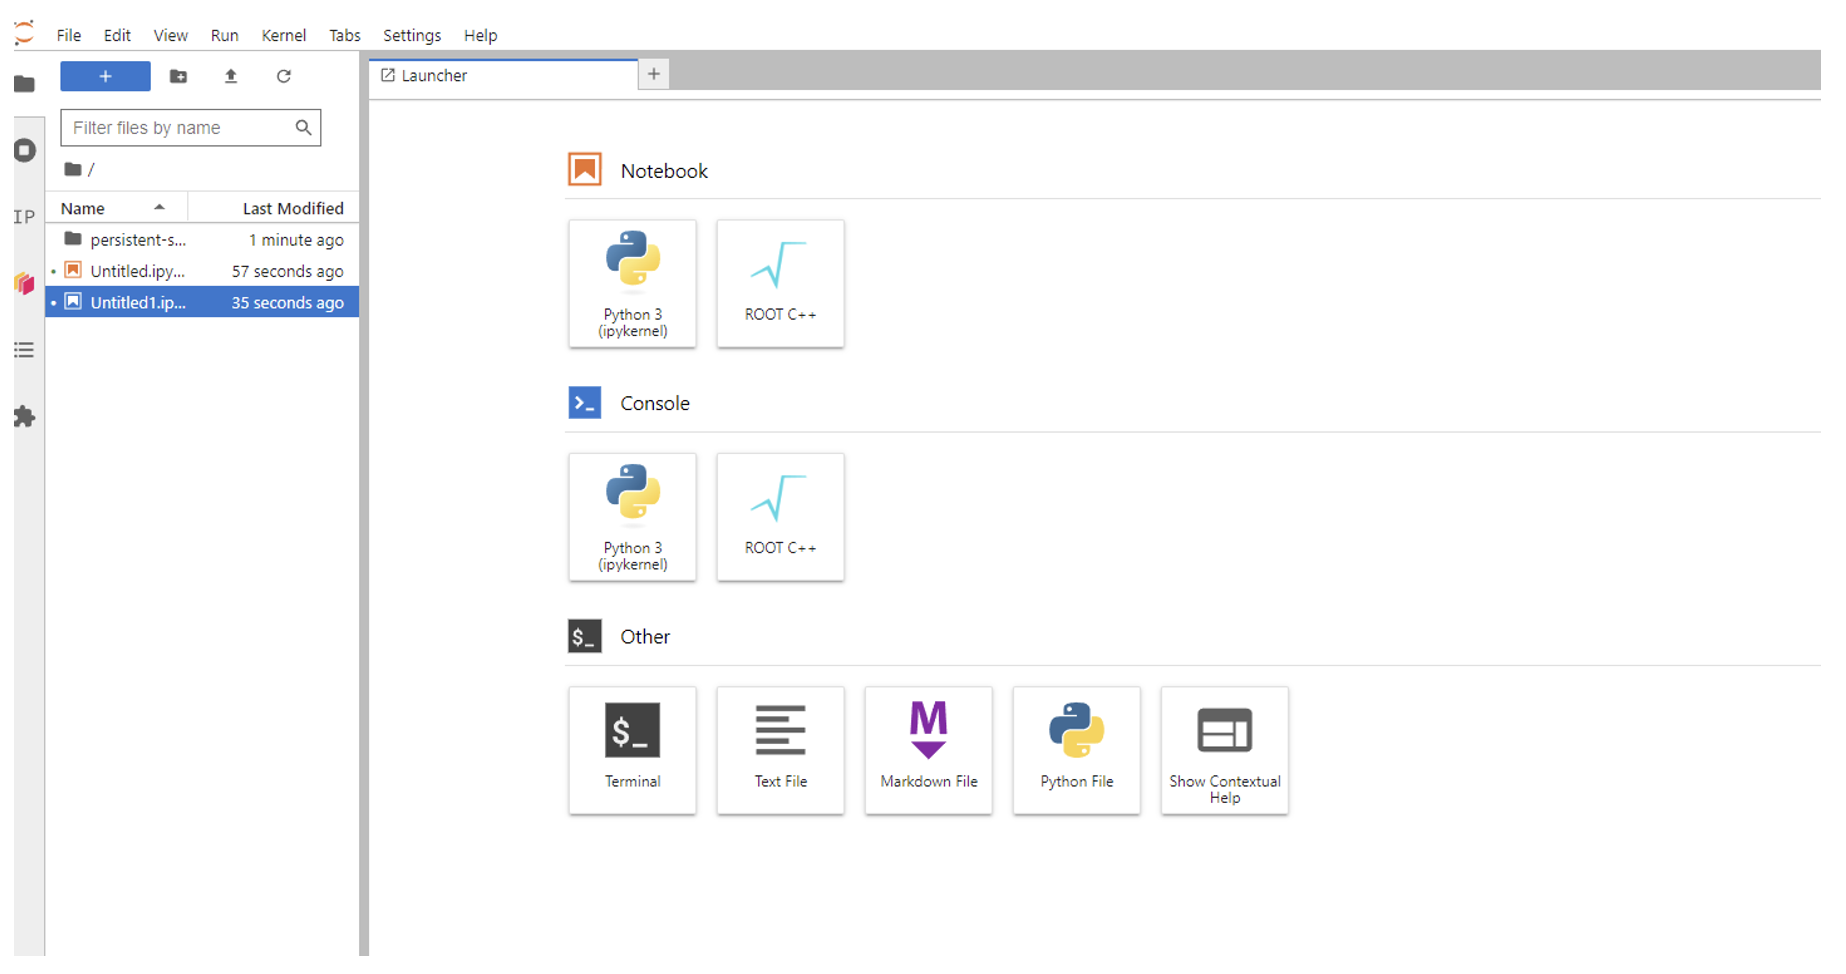 File Edit View Run Kernel Tabs Settings Help
+
Launcher
+
Filter files by name
/
Name Last Modified
persistent-s... 1 minute ago
Untitled.ipy... 57 seconds ago
Untitled1.ip... 35 seconds ago
IP
Notebook
Python 3
(ipykernel)
ROOT C++
Console
Python 3
(ipykernel)
ROOT C++
$_ Other
$_
Terminal
Text File
M
Markdown File
Python File
Show Contextual
Help